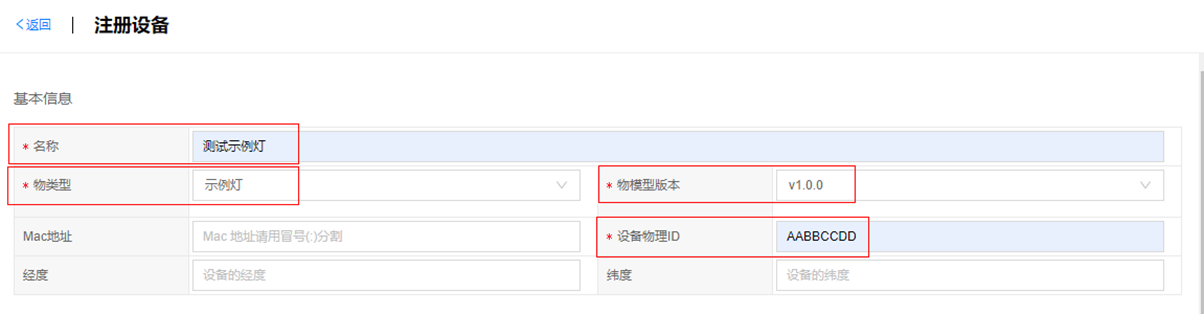 返回 注册设备
基本信息
* 名称 测试示例灯
* 物类型 示例灯 * 物模型版本 v1.0.0
Mac地址 Mac 地址请用冒号(:)分割 * 设备物理ID AABBCCDD
经度 设备的经度 纬度 设备的纬度